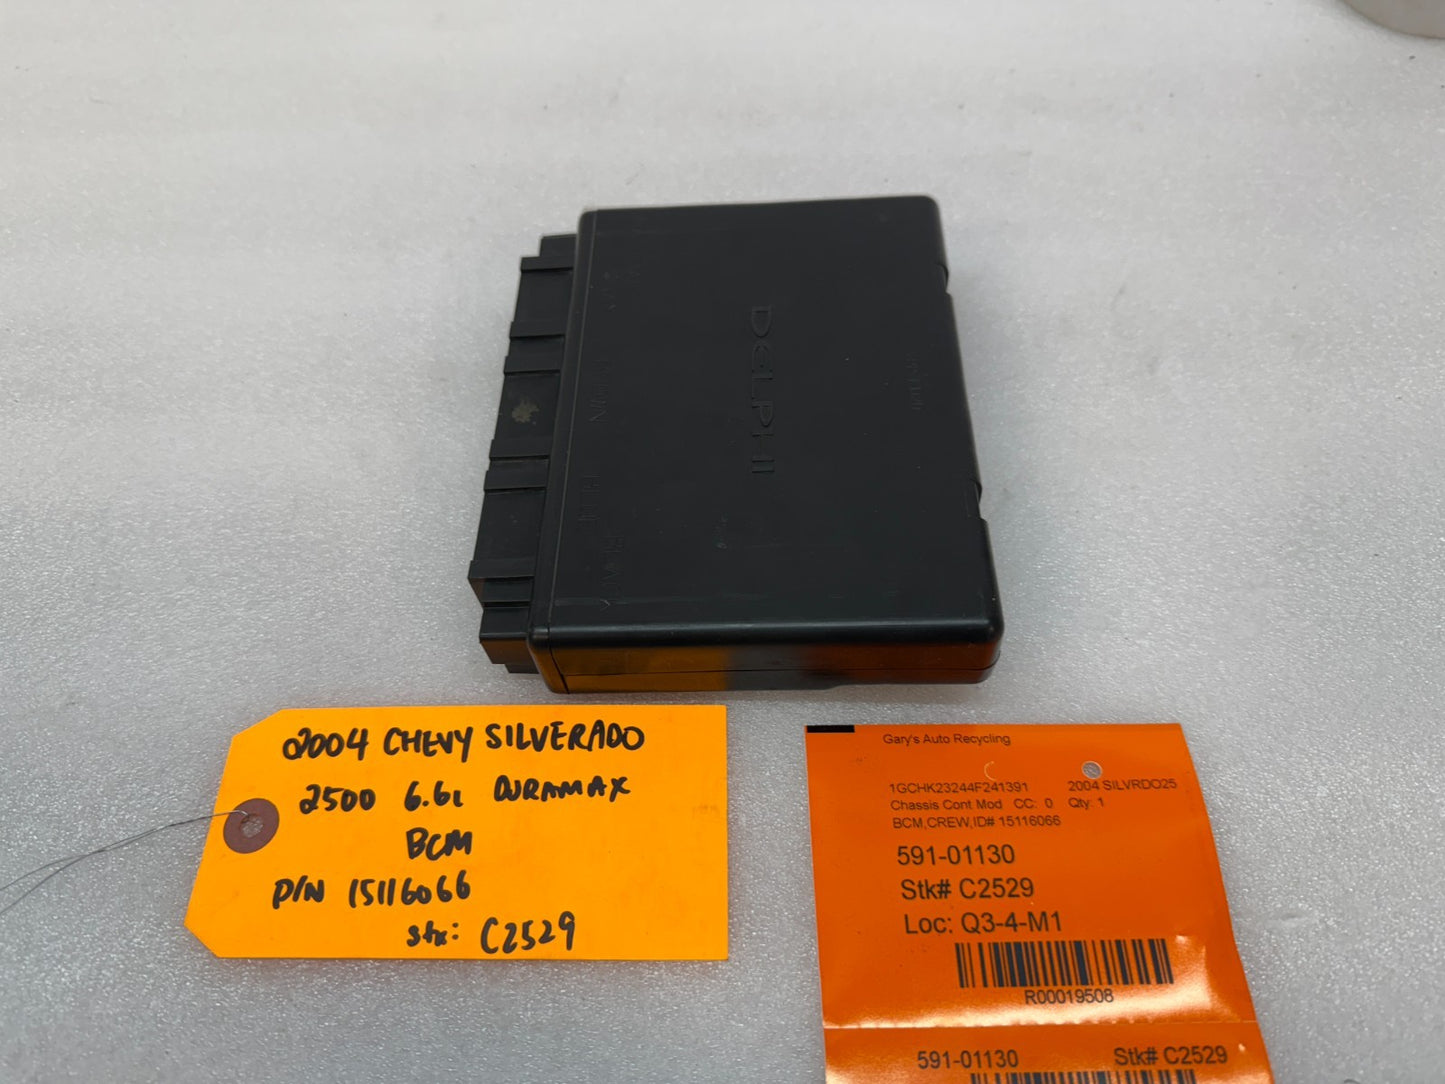 DELPHI
BLUE
2004 CHEVY SILVERADO
2500 6.6L DURAMAX
BCM
P/N 15116066
Stk: C2529
Gary's Auto Recycling
1GCHK23244F241391 2004 SILVRDO25
Chassis Cont Mod CC: 0 Qty: 1
BCM,CREW,ID# 15116066
591-01130
Stk# C2529
Loc: Q3-4-M1
R00019508
591-01130 Stk# C2529